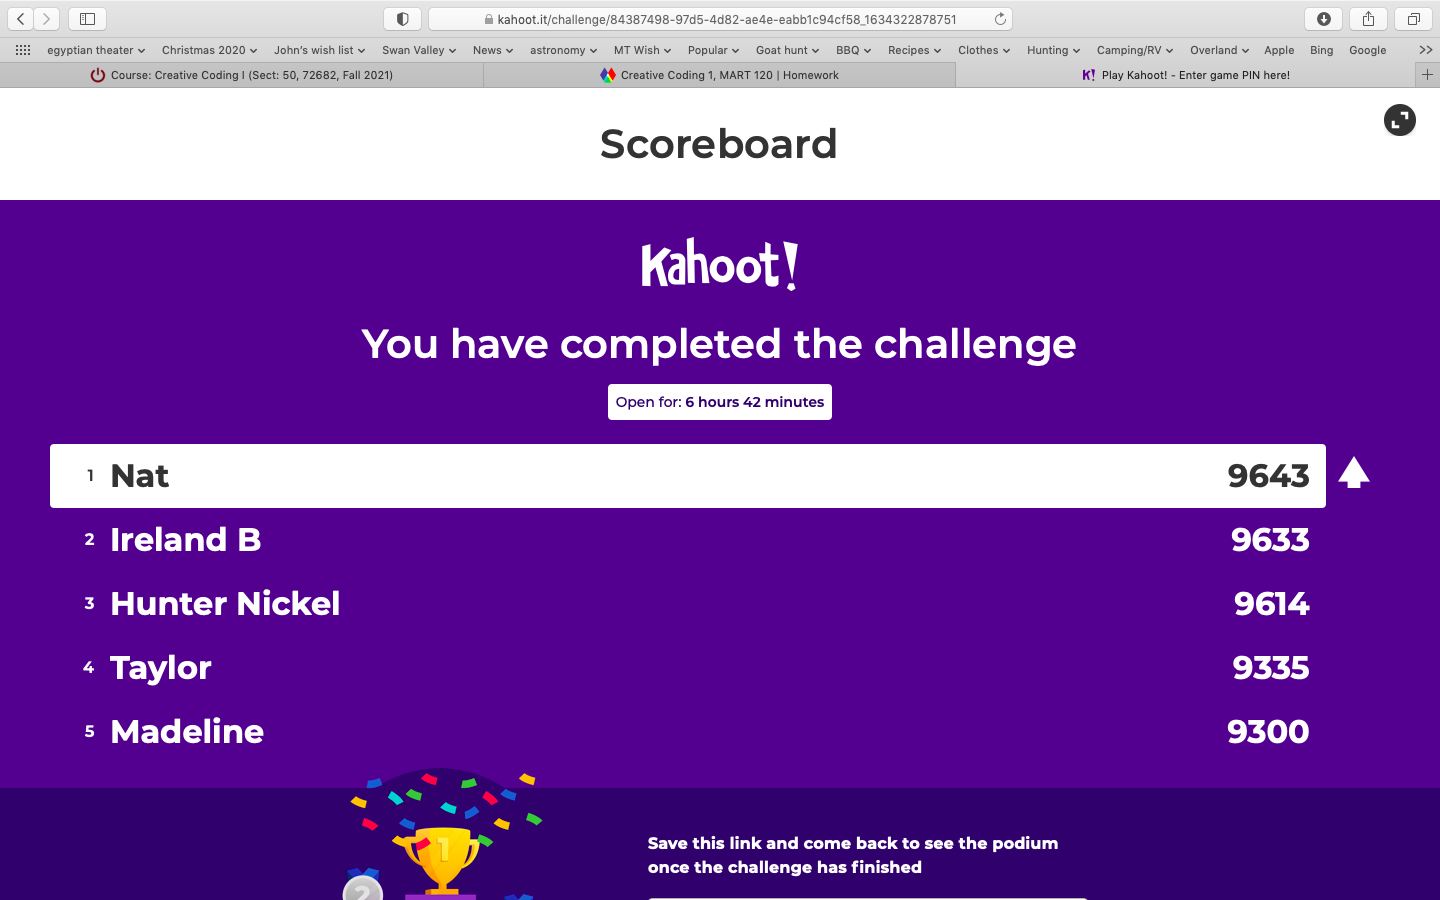 kahoot.it/challenge/84387498-97d5-4d82-ae4e-eabb1c94cf58_1634322878751
egyptian theater Christmas 2020 John's wish list Swan Valley News astronomy MT Wish Popular Goat hunt BBQ Recipes Clothes Hunting Camping/RV Overland Apple Bing Google
Course: Creative Coding I (Sect: 50, 72682, Fall 2021) Creative Coding 1, MART 120 | Homework K! Play Kahoot! - Enter game PIN here!
Scoreboard
Kahoot!
You have completed the challenge
Open for: 6 hours 42 minutes
1 Nat 9643
2 Ireland B 9633
3 Hunter Nickel 9614
4 Taylor 9335
5 Madeline 9300
1
2
Save this link and come back to see the podium
once the challenge has finished